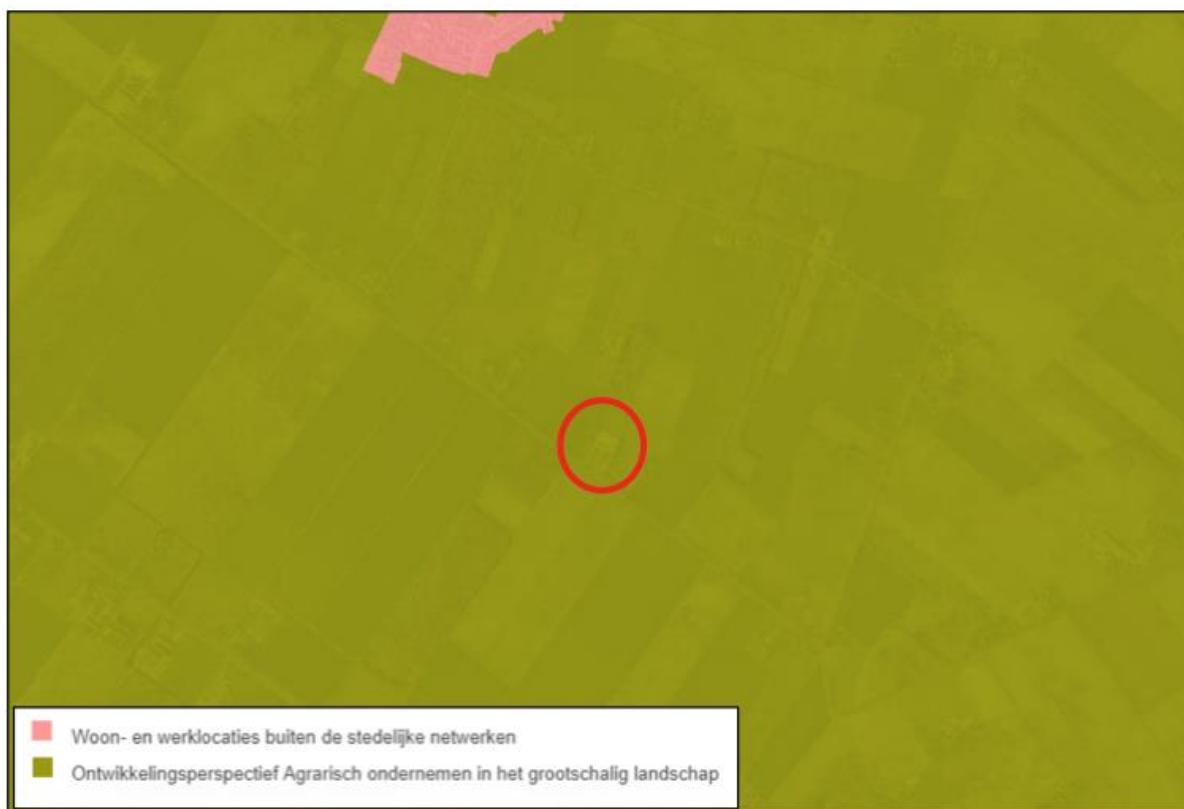 Woon- en werklocaties buiten de stedelijke netwerken
Ontwikkelingsperspectief Agrarisch ondernemen in het grootschalig landschap